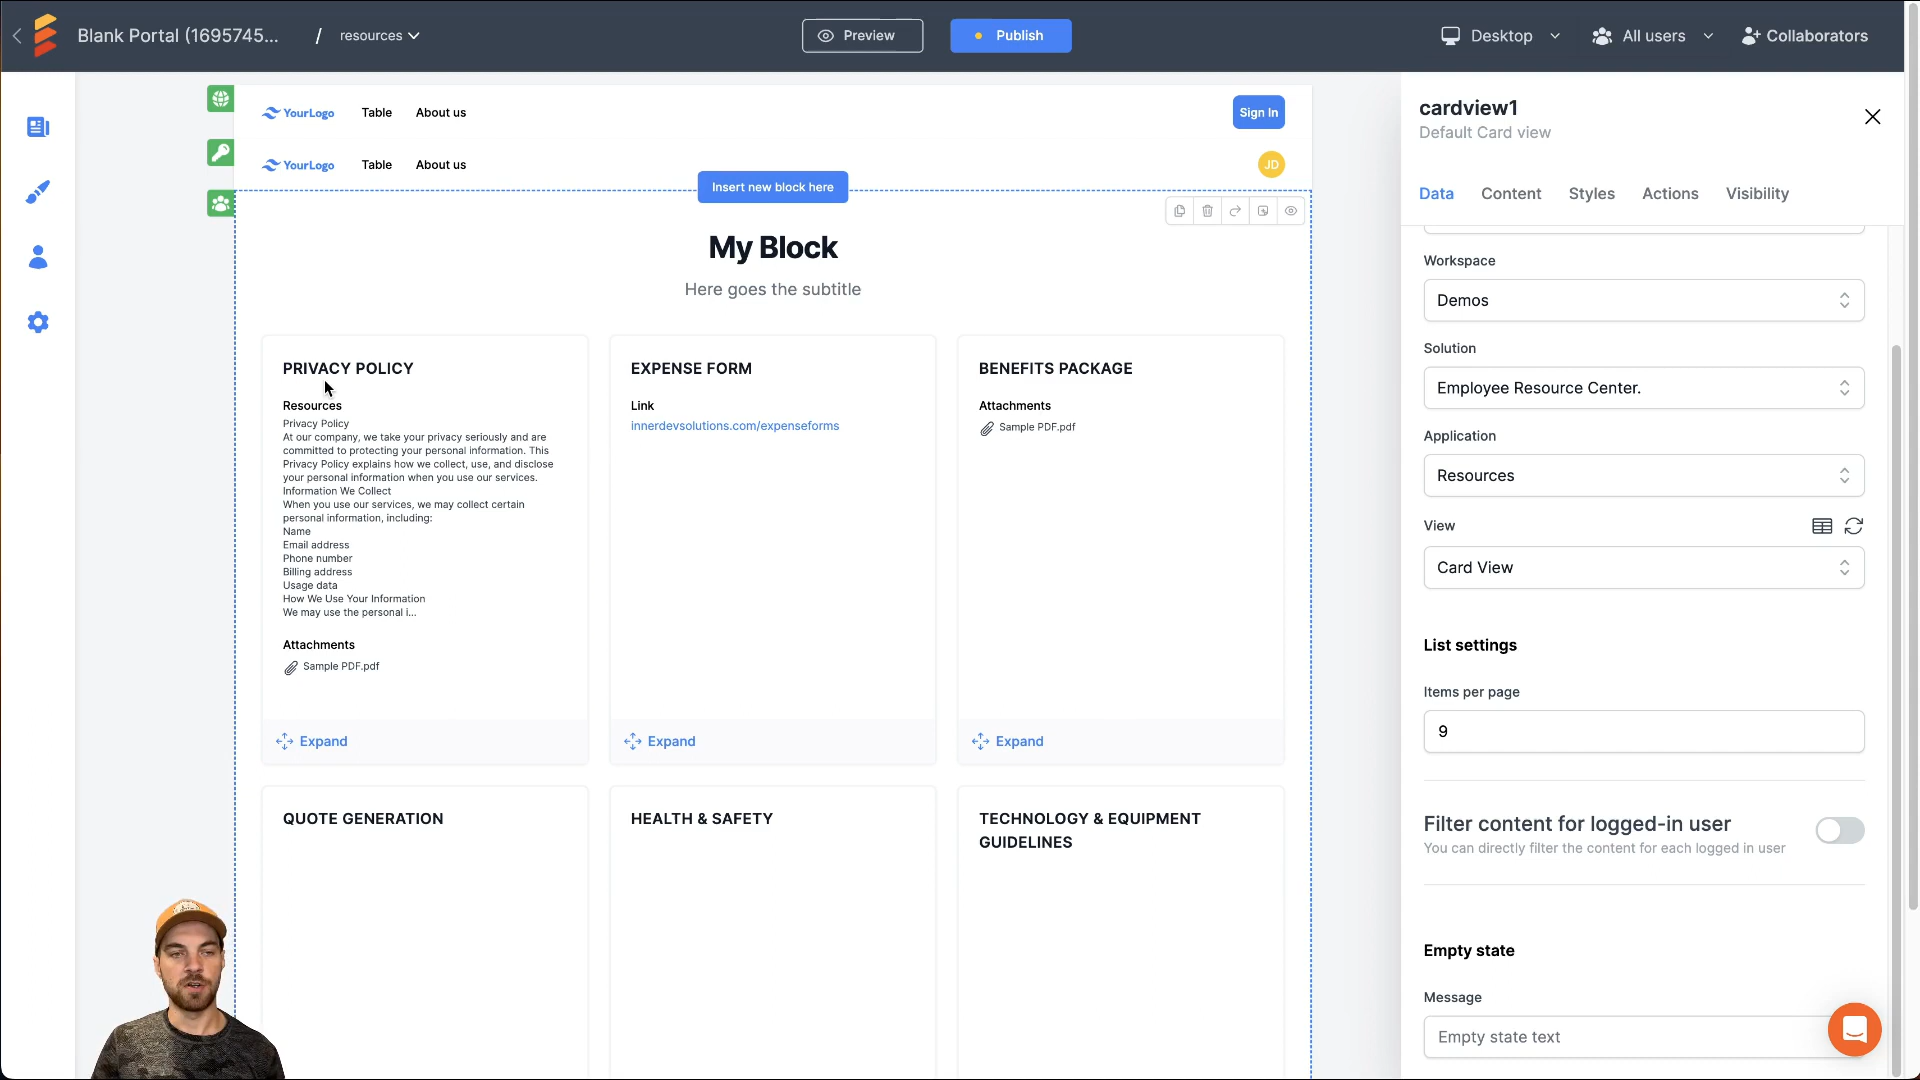 Blank Portal (1695745... / resources
Preview
Publish
Desktop
All users
Collaborators
YourLogo Table About us Sign In
YourLogo Table About us JD
Insert new block here
My Block
Here goes the subtitle
PRIVACY POLICY
Resources
Privacy Policy
At our company, we take your privacy seriously and are
committed to protecting your personal information. This
Privacy Policy explains how we collect, use, and disclose
your personal information when you use our services.
Information We Collect
When you use our services, we may collect certain
personal information, including:
Name
Email address
Phone number
Billing address
Usage data
How We Use Your Information
We may use the personal i...
Attachments
Sample PDF.pdf
Expand
EXPENSE FORM
Link
innerdevsolutions.com/expenseforms
Expand
BENEFITS PACKAGE
Attachments
Sample PDF.pdf
Expand
QUOTE GENERATION
HEALTH & SAFETY
TECHNOLOGY & EQUIPMENT
GUIDELINES
cardview1
Default Card view
Data Content Styles Actions Visibility
Workspace
Demos
Solution
Employee Resource Center.
Application
Resources
View
Card View
List settings
Items per page
9
Filter content for logged-in user
You can directly filter the content for each logged in user
Empty state
Message
Empty state text